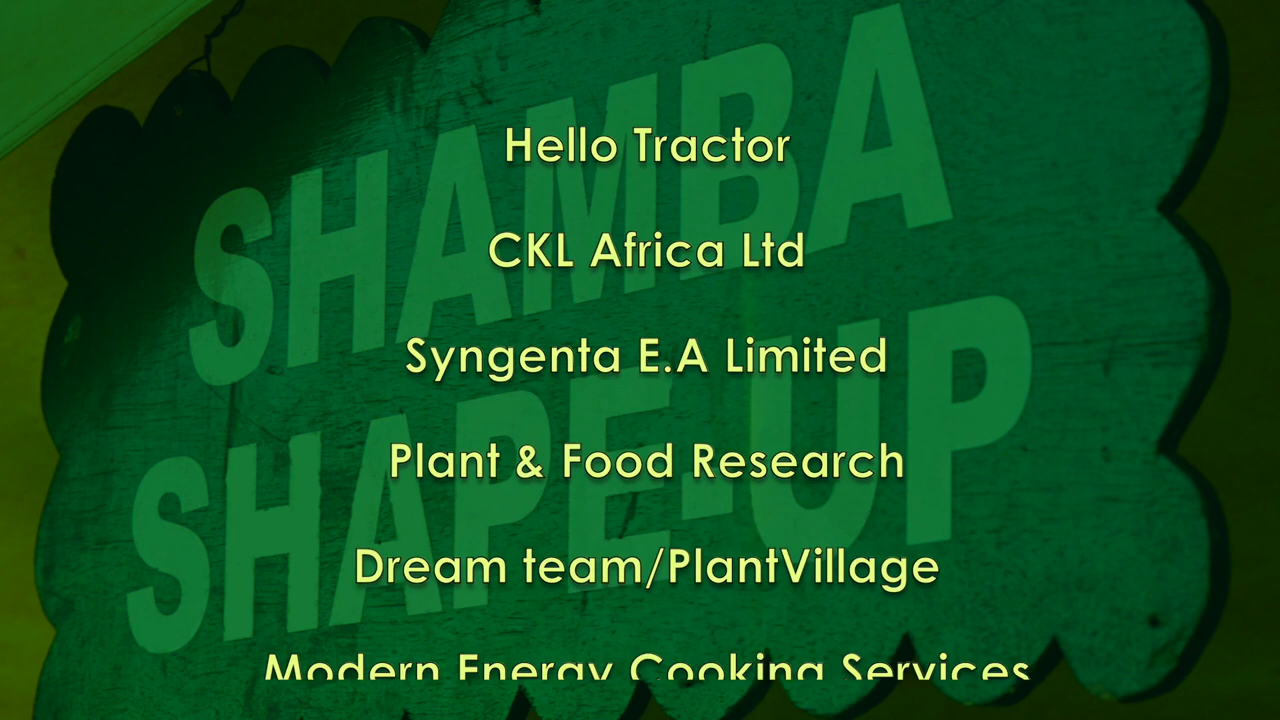 SHAMBA
SHAPE-UP
Hello Tractor
CKL Africa Ltd
Syngenta E.A Limited
Plant & Food Research
Dream team/PlantVillage
Modern Energy Cooking Services